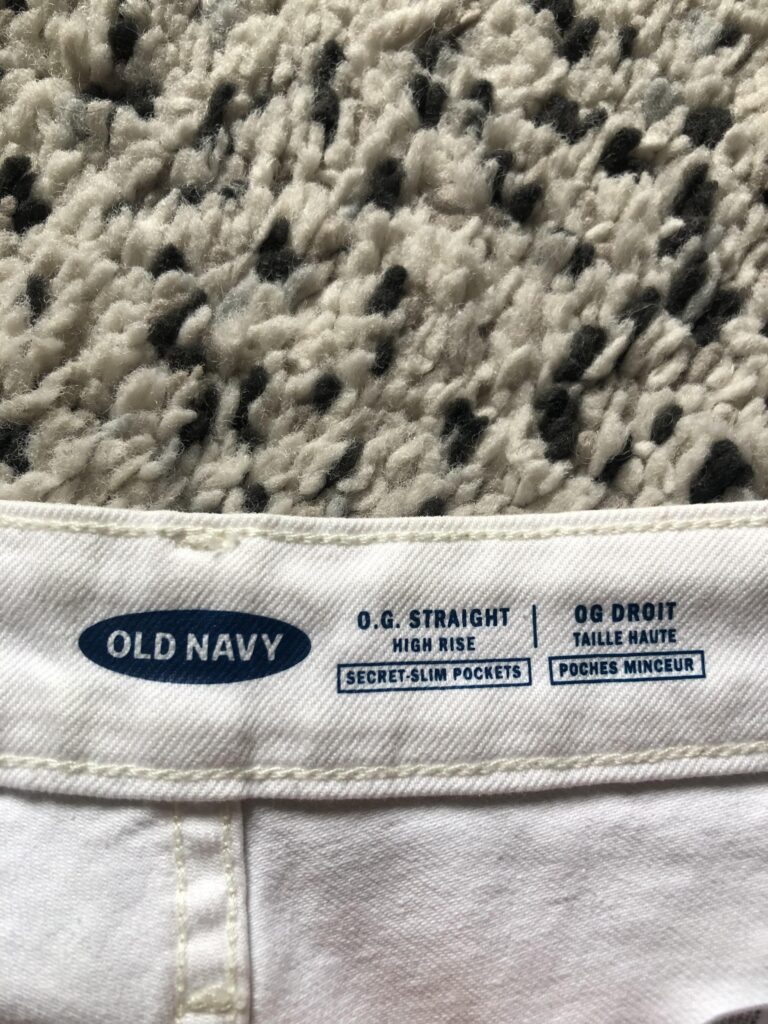 OLD NAVY
O.G. STRAIGHT
HIGH RISE
SECRET-SLIM POCKETS
OG DROIT
TAILLE HAUTE
POCHES MINCEUR